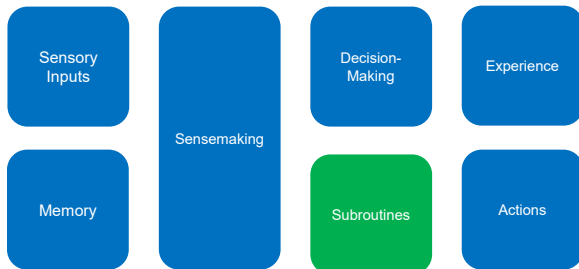 Sensory
Inputs
Memory
Sensemaking
Decision-
Making
Subroutines
Experience
Actions